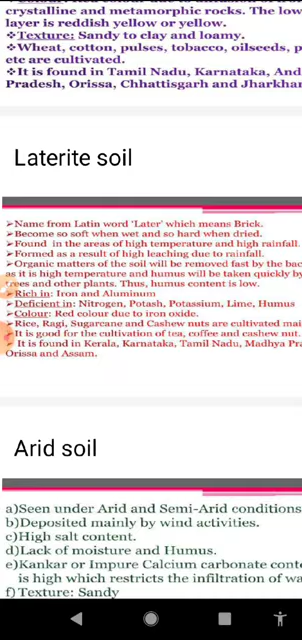 crystalline and metamorphic rocks. The low
layer is reddish yellow or yellow.
❖Texture: Sandy to clay and loamy.
❖Wheat, cotton, pulses, tobacco, oilseeds, p
etc are cultivated.
❖It is found in Tamil Nadu, Karnataka, And
Pradesh, Orissa, Chhattisgarh and Jharkhan
Laterite soil
➢Name from Latin word 'Later' which means Brick.
➢Become so soft when wet and so hard when dried.
➢Found in the areas of high temperature and high rainfall.
➢Formed as a result of high leaching due to rainfall.
➢Organic matters of the soil will be removed fast by the bac
as it is high temperature and humus will be taken quickly by
trees and other plants. Thus, humus content is low.
➢Rich in: Iron and Aluminum
➢Deficient in: Nitrogen, Potash, Potassium, Lime, Humus
➢Colour: Red colour due to iron oxide.
➢Rice, Ragi, Sugarcane and Cashew nuts are cultivated mai
➢It is good for the cultivation of tea, coffee and cashew nut.
➢ It is found in Kerala, Karnataka, Tamil Nadu, Madhya Pra
Orissa and Assam.
Arid soil
a)Seen under Arid and Semi-Arid conditions
b)Deposited mainly by wind activities.
c)High salt content.
d)Lack of moisture and Humus.
e)Kankar or Impure Calcium carbonate conte
is high which restricts the infiltration of wa
f) Texture: Sandy